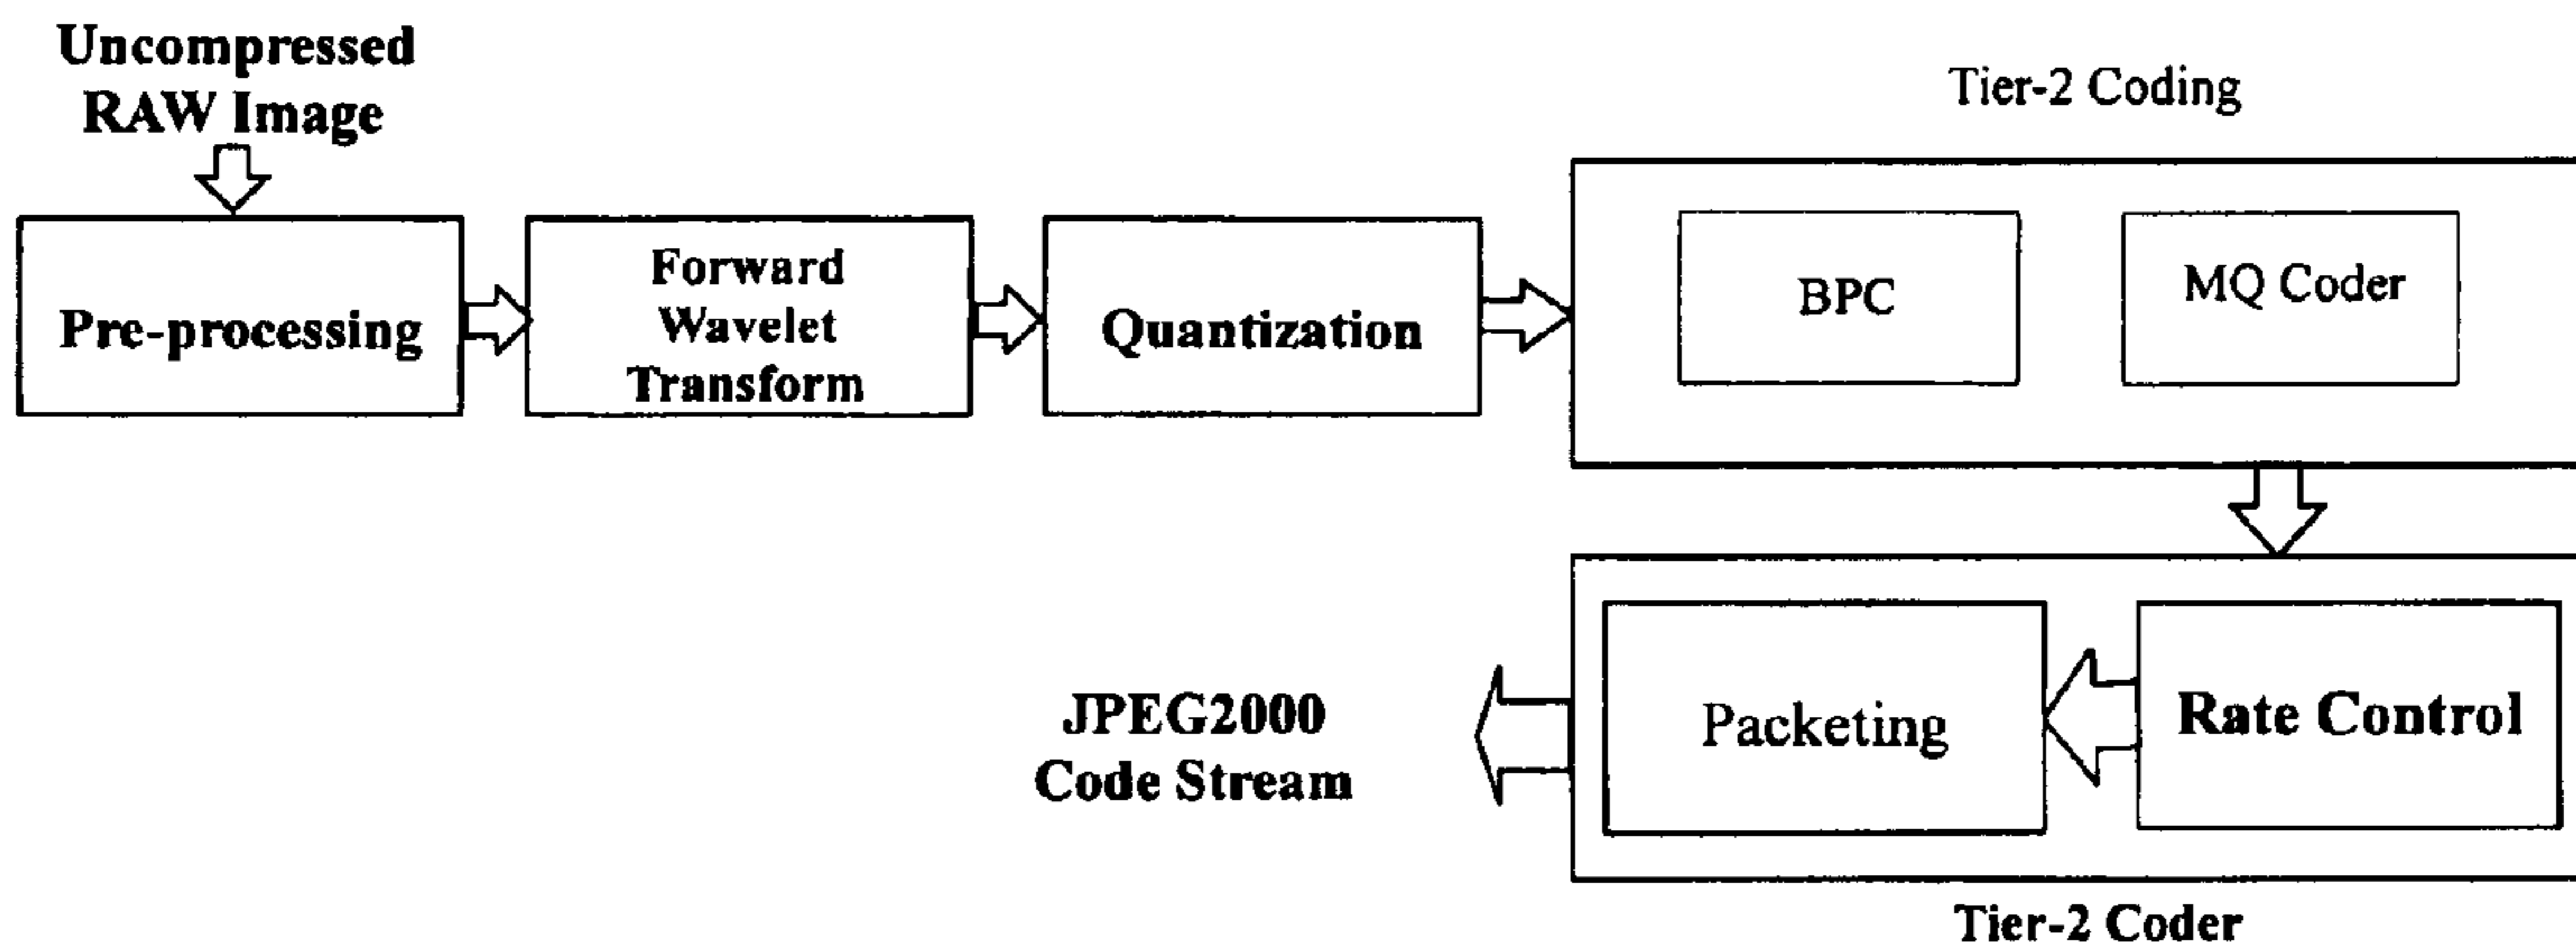 Uncompressed
RAW Image
Tier-2 Coding
Pre-processing
Forward
Wavelet
Transform
Quantization
BPC
MQ Coder
JPEG2000
Code Stream
Packeting
Rate Control
Tier-2 Coder